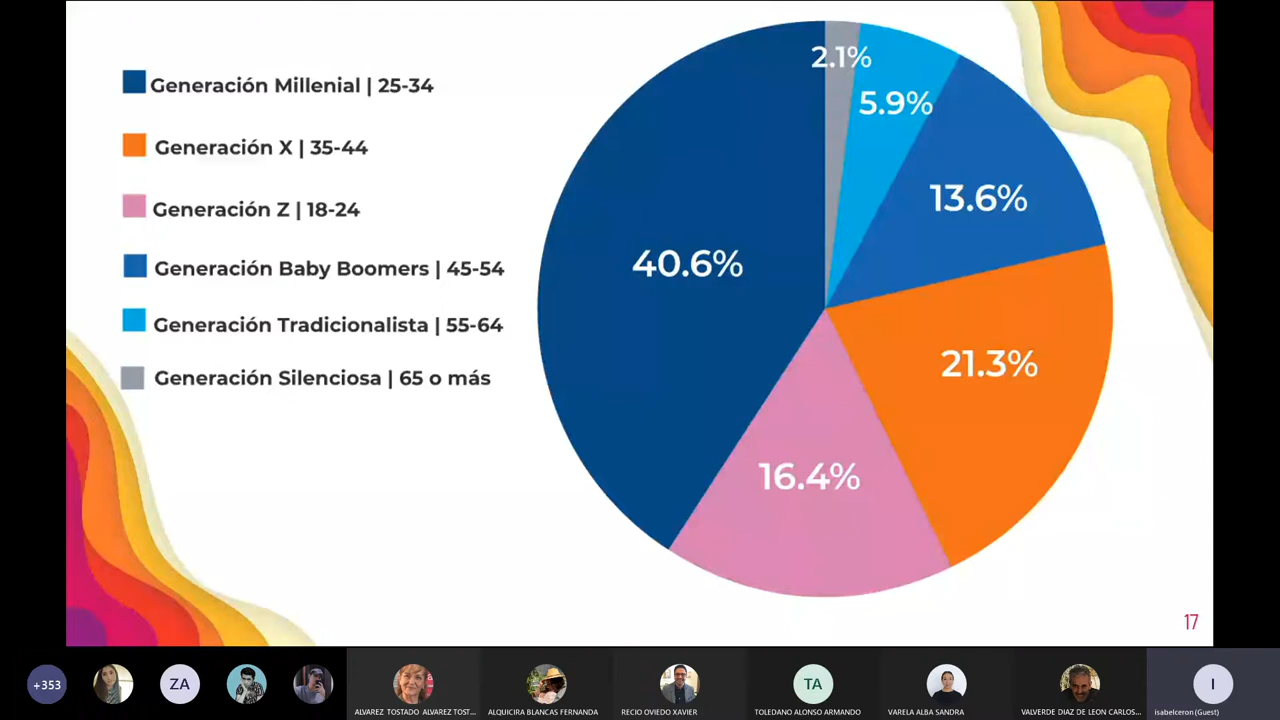 Generación Millenial | 25-34
Generación X | 35-44
Generación Z | 18-24
Generación Baby Boomers | 45-54
Generación Tradicionalista | 55-64
Generación Silenciosa | 65 o más
2.1%
5.9%
13.6%
40.6%
21.3%
16.4%
17
+353
ZA
ALVAREZ TOSTADO ALVAREZ TOST...
ALQUICIRA BLANCAS FERNANDA
RECIO OVIEDO XAVIER
TA
TOLEDANO ALONSO ARMANDO
VARELA ALBA SANDRA
VALVERDE DIAZ DE LEON CARLOS...
I
isabelceron (Guest)